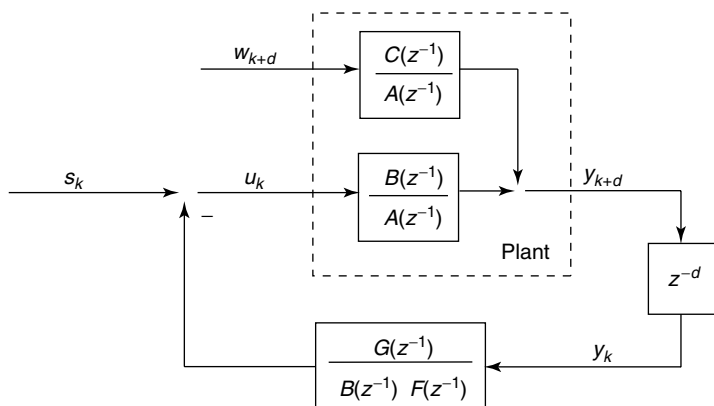 w_{k+d}
C(z^{-1})
A(z^{-1})
s_k
u_k
B(z^{-1})
A(z^{-1})
y_{k+d}
−
Plant
z^{-d}
G(z^{-1})
B(z^{-1}) F(z^{-1})
y_k